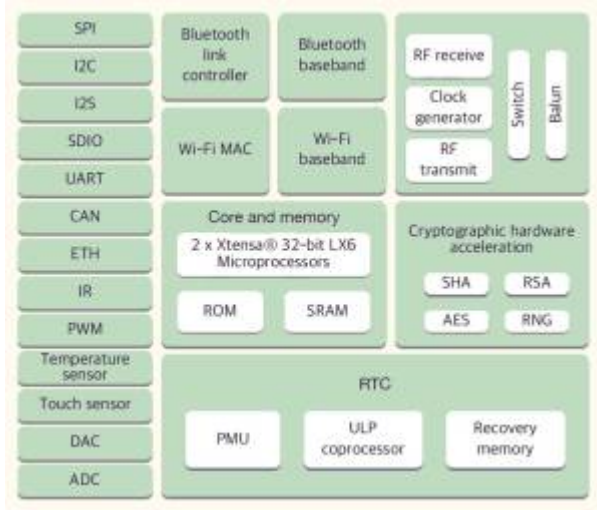 SPI
I2C
I2S
SDIO
UART
CAN
ETH
IR
PWM
Temperature
sensor
Touch sensor
DAC
ADC
Bluetooth
link
controller
Bluetooth
baseband
Wi-Fi MAC
Wi-Fi
baseband
RF receive
Clock
generator
RF
transmit
Switch
Balun
Core and memory
2 x Xtensa® 32-bit LX6
Microprocessors
ROM
SRAM
Cryptographic hardware
acceleration
SHA
RSA
AES
RNG
RTC
PMU
ULP
coprocessor
Recovery
memory